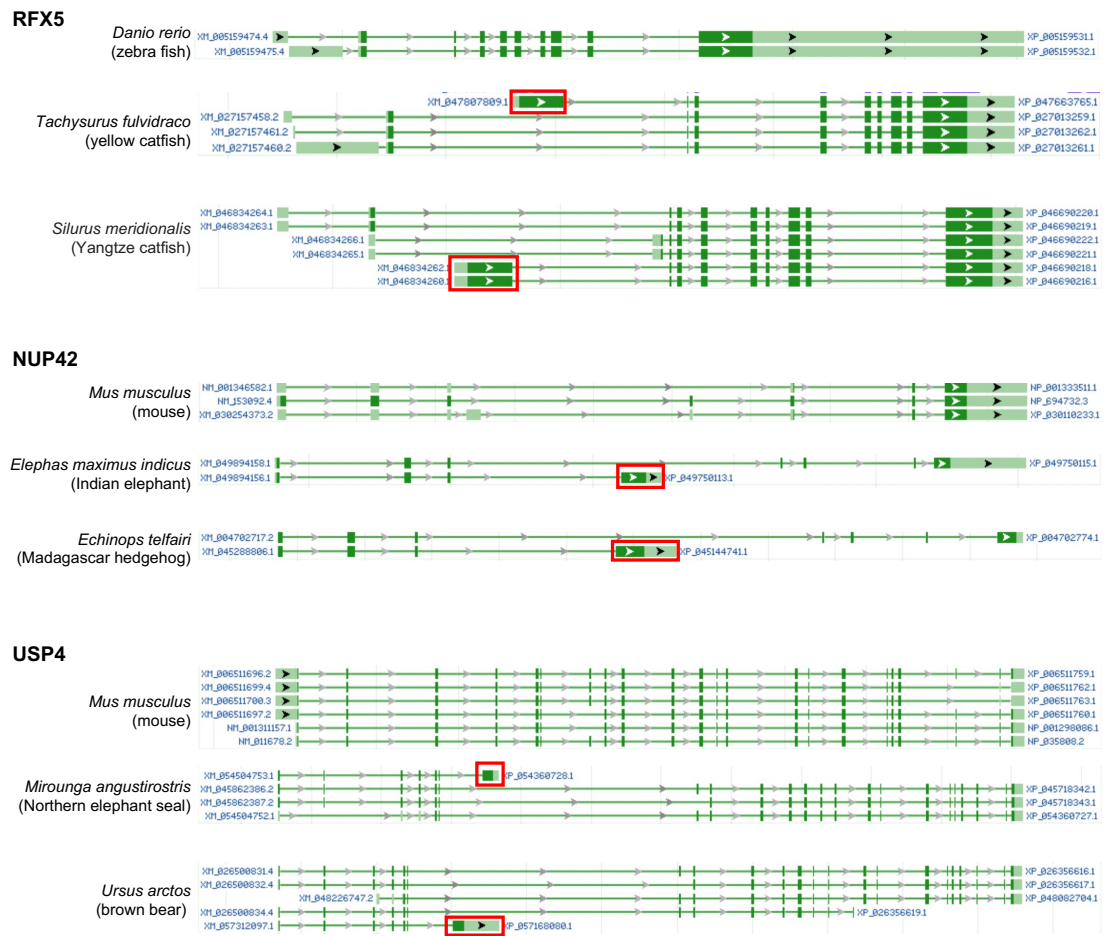 RFX5
Danio rerio
(zebra fish)
XM_005159474.4 XP_005159531.1
XM_005159475.4 XP_005159532.1
Tachysurus fulvidraco
(yellow catfish)
XM_047807809.1 XP_047663765.1
XM_027157458.2 XP_027013259.1
XM_027157461.2 XP_027013262.1
XM_027157460.2 XP_027013261.1
Silurus meridionalis
(Yangtze catfish)
XM_046834264.1 XP_046690220.1
XM_046834263.1 XP_046690219.1
XM_046834266.1 XP_046690222.1
XM_046834265.1 XP_046690221.1
XM_046834262.1 XP_046690218.1
XM_046834260.1 XP_046690216.1
NUP42
Mus musculus
(mouse)
NM_001346582.1 NP_001333511.1
NM_153092.4 NP_694732.3
XM_030254373.2 XP_030110233.1
Elephas maximus indicus
(Indian elephant)
XM_049894158.1 XP_049750115.1
XM_049894156.1 XP_049750113.1
Echinops telfairi
(Madagascar hedgehog)
XM_004702717.2 XP_004702774.1
XM_045288806.1 XP_045144741.1
USP4
Mus musculus
(mouse)
XM_006511696.2 XP_006511759.1
XM_006511699.4 XP_006511762.1
XM_006511700.3 XP_006511763.1
XM_006511697.2 XP_006511760.1
NM_001311157.1 NP_001298086.1
NM_011678.2 NP_035808.2
Mirounga angustirostris
(Northern elephant seal)
XM_054504753.1 XP_054360728.1
XM_045862386.2 XP_045718342.1
XM_045862387.2 XP_045718343.1
XM_054504752.1 XP_054360727.1
Ursus arctos
(brown bear)
XM_026500831.4 XP_026356616.1
XM_026500832.4 XP_026356617.1
XM_048226747.2 XP_048082704.1
XM_026500834.4 XP_026356619.1
XM_057312097.1 XP_057168080.1